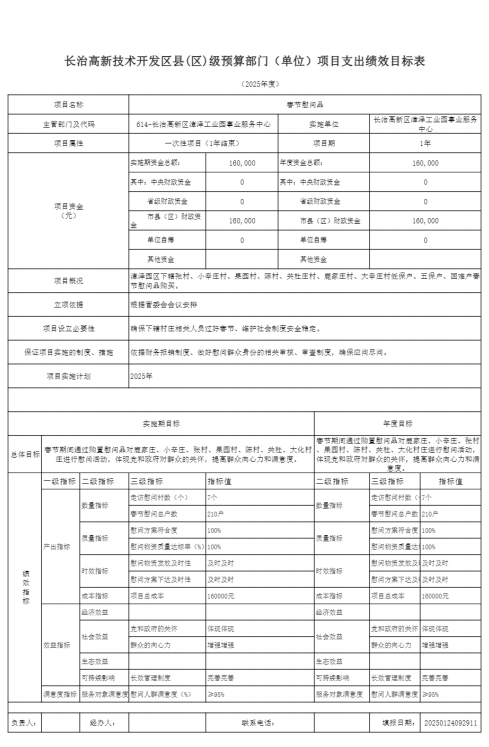 长治高新技术开发区县(区)级预算部门（单位）项目支出绩效目标表
（2025年度）
项目名称 春节慰问品
主管部门及代码 614-长治高新区漳泽工业园事业服务中心 实施单位 长治高新区漳泽工业园事业服务中心
项目属性 一次性项目（1年结束） 项目期 1年
项目资金（元） 实施期资金总额： 160,000 年度资金总额： 160,000
其中：中央财政资金 0 其中：中央财政资金 0
省级财政资金 0 省级财政资金 0
市县（区）财政资金 160,000 市县（区）财政资金 160,000
单位自筹 0 单位自筹 0
其他资金 其他资金
项目概况 漳泽园区下辖张村、小辛庄村、果园村、陈村、共杜庄村、鹿家庄村、大辛庄村低保户、五保户、困难户春节慰问品购买。
立项依据 根据管委会会议安排
项目设立必要性 确保下辖村庄相关人员过好春节、维护社会制度安全稳定。
保证项目实施的制度、措施 依据财务报销制度、做好慰问群众身份的相关审核、审查制度，确保应问尽问。
项目实施计划 2025年
实施期目标 年度目标
总体目标 春节期间通过购置慰问品对鹿家庄、小辛庄、张村、果园村、陈村、共杜、大化村庄进行慰问活动，体现党和政府对群众的关怀，提高群众向心力和满意度。 春节期间通过购置慰问品对鹿家庄、小辛庄、张村、果园村、陈村、共杜、大化村庄进行慰问活动，体现党和政府对群众的关怀，提高群众向心力和满意度。
绩效指标 一级指标 二级指标 三级指标 指标值 二级指标 三级指标 指标值
产出指标 数量指标 走访慰问村数（个） 7个 数量指标 走访慰问村数（ 7个
春节慰问总户数 210户 春节慰问总户数 210户
质量指标 慰问方案符合度 100% 质量指标 慰问方案符合度 100%
慰问物资质量达标率（%） 100% 慰问物资质量达 100%
时效指标 慰问物资发放及时性 及时及时 时效指标 慰问物资发放及 及时及时
慰问方案下达及时性 及时及时 慰问方案下达及 及时及时
成本指标 项目总成本 160000元 成本指标 项目总成本 160000元
效益指标 经济效益 经济效益
社会效益 党和政府的关怀 体现体现 社会效益 党和政府的关怀 体现体现
群众的向心力 增强增强 群众的向心力 增强增强
生态效益 生态效益
可持续影响 长效管理制度 完善完善 可持续影响 长效管理制度 完善完善
满意度指标 服务对象满意度 慰问人群满意度（%） ≥98% 服务对象满意度 慰问人群满意度 ≥98%
负责人： 经办人： 联系电话： 填报日期： 20250124092911